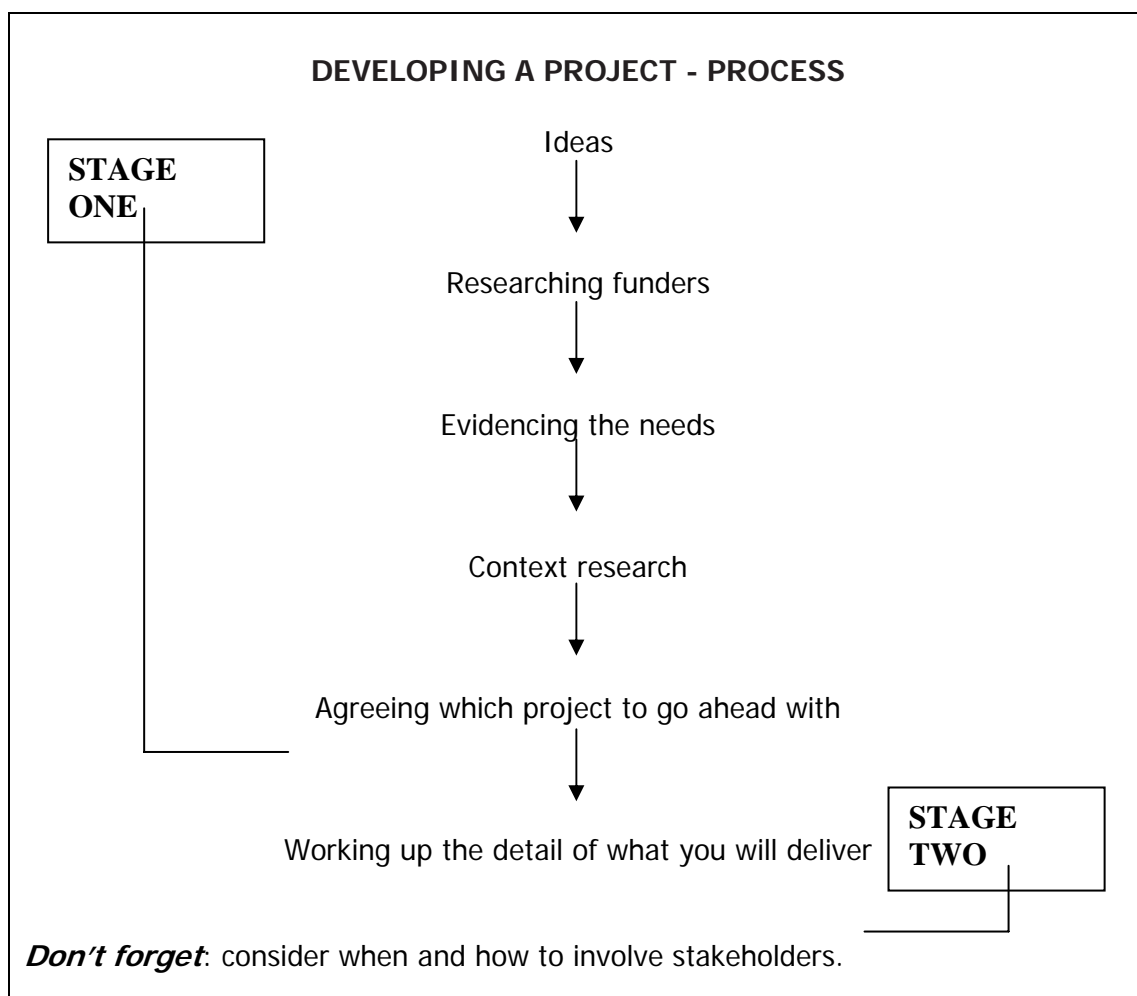 DEVELOPING A PROJECT - PROCESS
Ideas
STAGE
ONE
Researching funders
Evidencing the needs
Context research
Agreeing which project to go ahead with
STAGE
TWO
Working up the detail of what you will deliver
Don't forget: consider when and how to involve stakeholders.